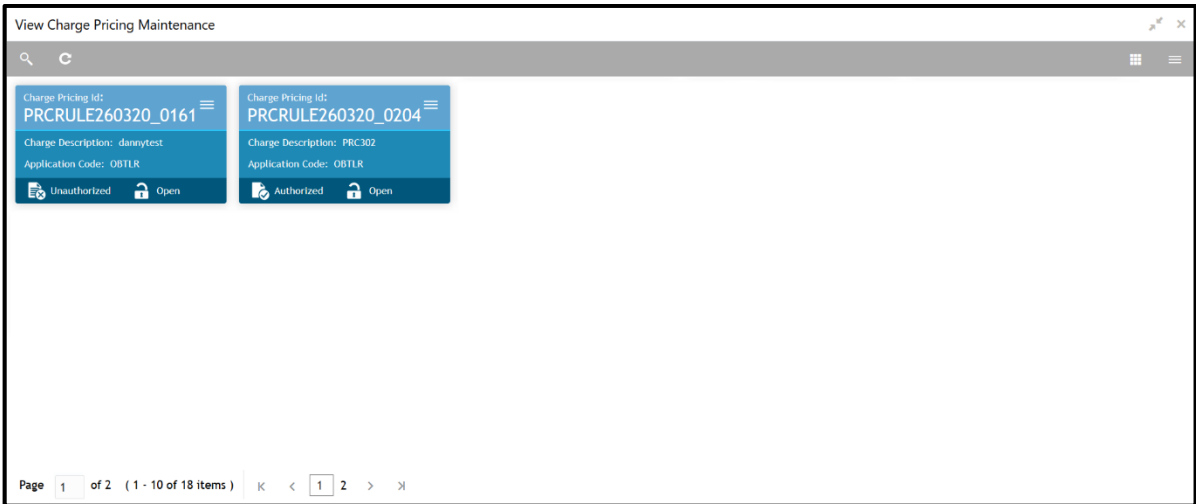 View Charge Pricing Maintenance
Charge Pricing Id:
PRCRULE260320_0161
Charge Description: dannytest
Application Code: OBTLR
Unauthorized Open
Charge Pricing Id:
PRCRULE260320_0204
Charge Description: PRC302
Application Code: OBTLR
Authorized Open
Page 1 of 2 ( 1 - 10 of 18 items ) 1 2